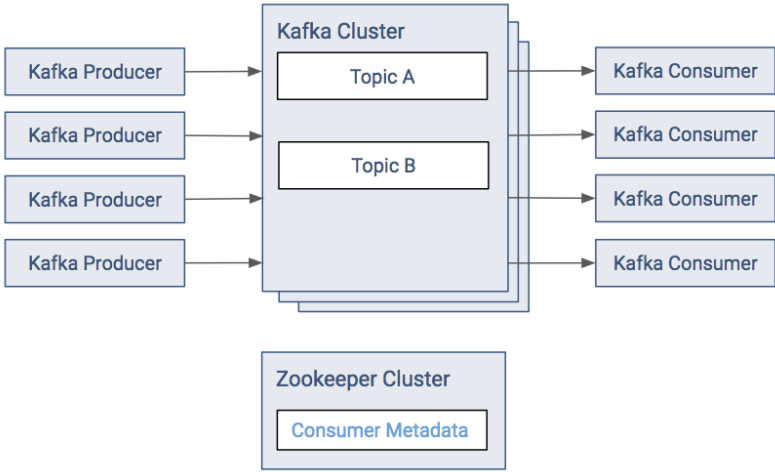 Kafka Cluster
Kafka Producer
Topic A
Kafka Consumer
Kafka Producer
Kafka Consumer
Topic B
Kafka Producer
Kafka Consumer
Kafka Producer
Kafka Consumer
Zookeeper Cluster
Consumer Metadata